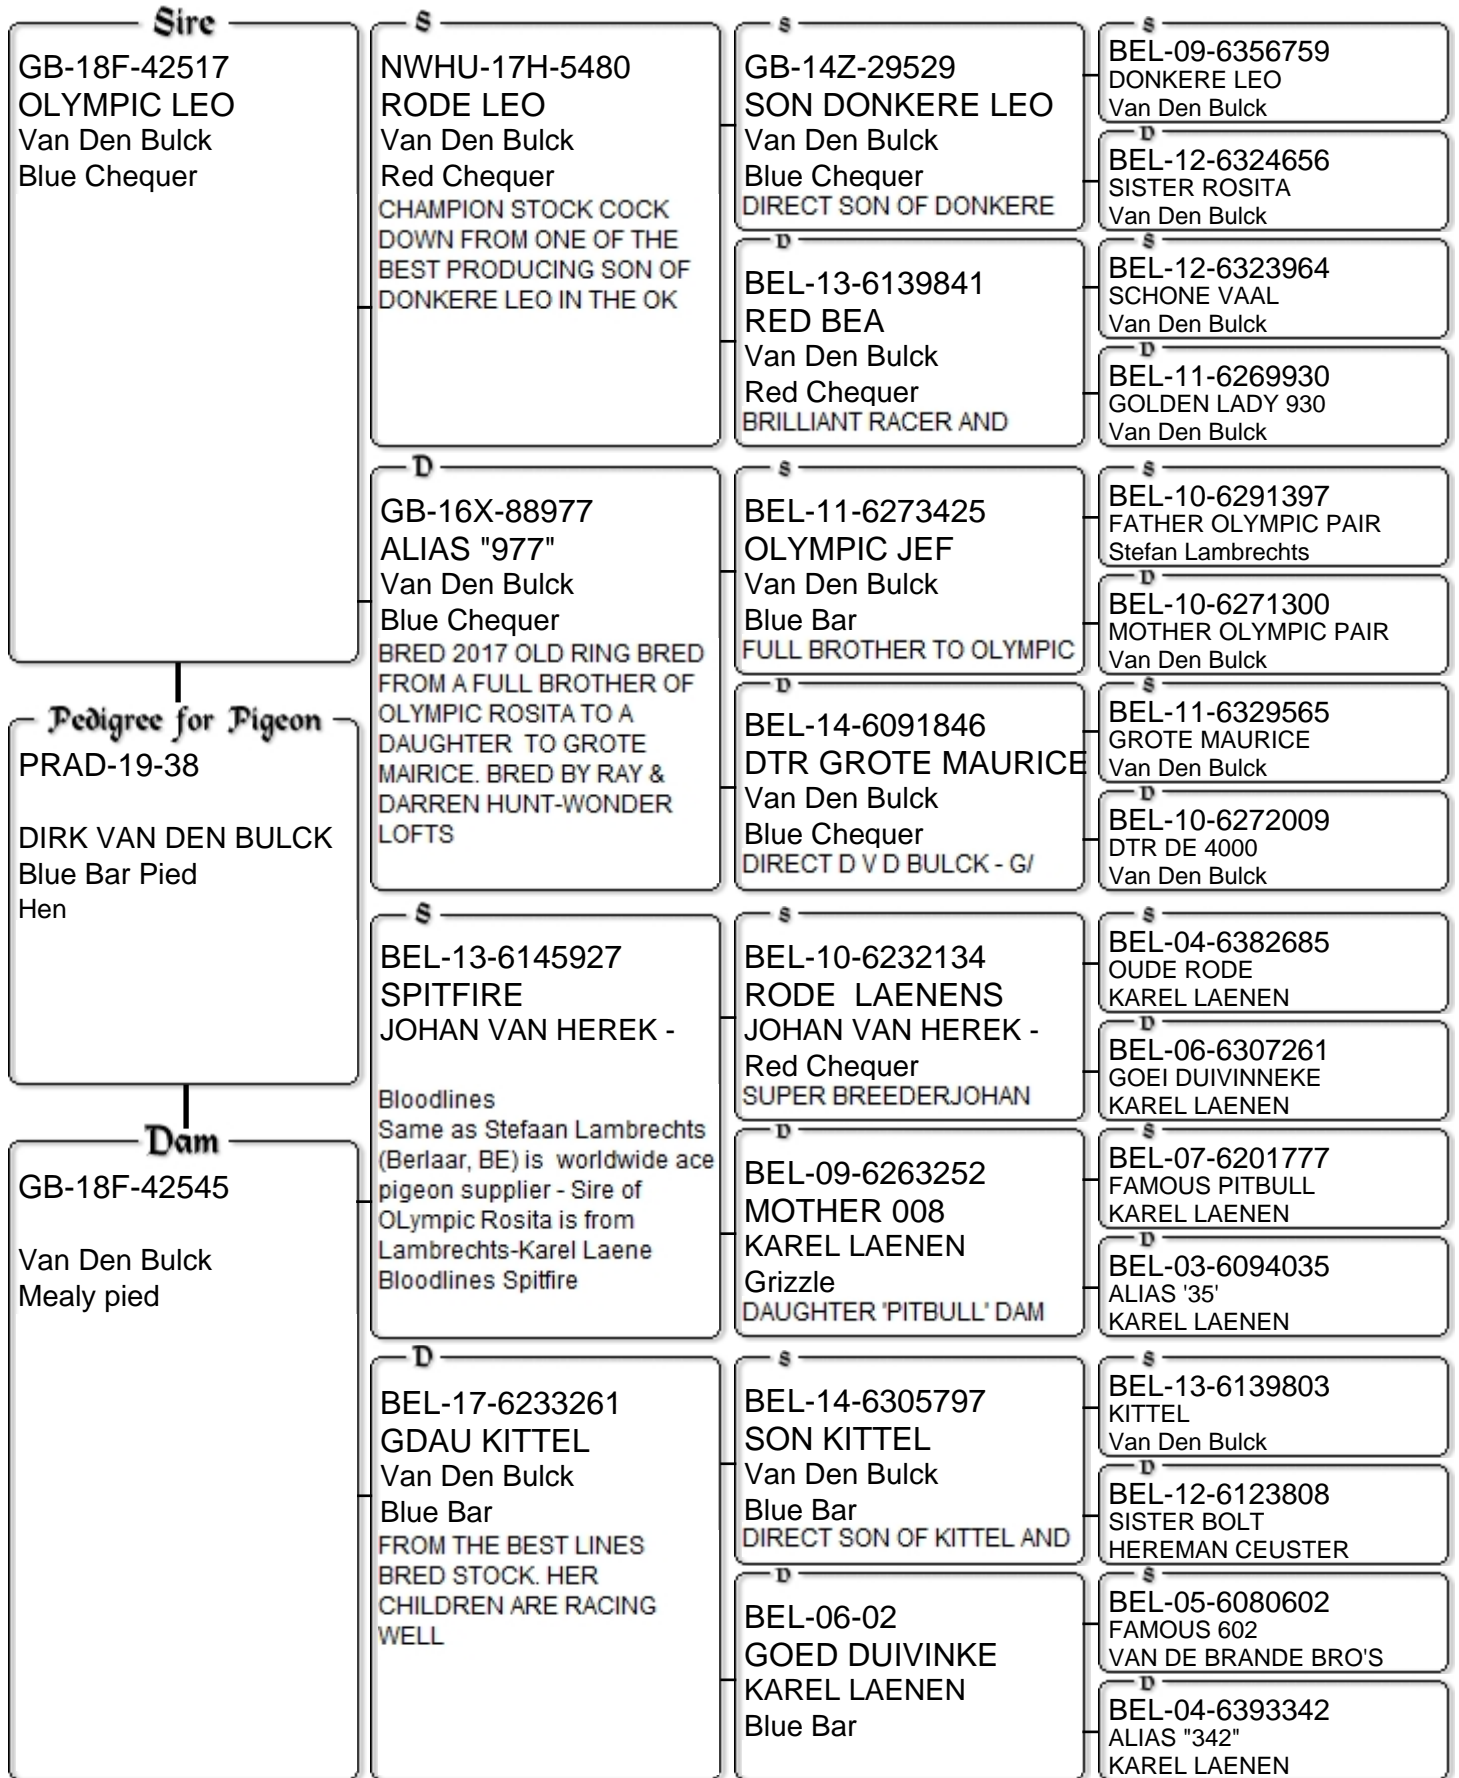 Sire
GB-18F-42517
OLYMPIC LEO
Van Den Bulck
Blue Chequer
Pedigree for Pigeon
PRAD-19-38
DIRK VAN DEN BULCK
Blue Bar Pied
Hen
Dam
GB-18F-42545
Van Den Bulck
Mealy pied
S
NWHU-17H-5480
RODE LEO
Van Den Bulck
Red Chequer
CHAMPION STOCK COCK
DOWN FROM ONE OF THE
BEST PRODUCING SON OF
DONKERE LEO IN THE OK
D
GB-16X-88977
ALIAS "977"
Van Den Bulck
Blue Chequer
BRED 2017 OLD RING BRED
FROM A FULL BROTHER OF
OLYMPIC ROSITA TO A
DAUGHTER TO GROTE
MAIRICE. BRED BY RAY &
DARREN HUNT-WONDER
LOFTS
S
BEL-13-6145927
SPITFIRE
JOHAN VAN HEREK -
Bloodlines
Same as Stefaan Lambrechts
(Berlaar, BE) is worldwide ace
pigeon supplier - Sire of
OLympic Rosita is from
Lambrechts-Karel Laene
Bloodlines Spitfire
D
BEL-17-6233261
GDAU KITTEL
Van Den Bulck
Blue Bar
FROM THE BEST LINES
BRED STOCK. HER
CHILDREN ARE RACING
WELL
S
GB-14Z-29529
SON DONKERE LEO
Van Den Bulck
Blue Chequer
DIRECT SON OF DONKERE
D
BEL-13-6139841
RED BEA
Van Den Bulck
Red Chequer
BRILLIANT RACER AND
S
BEL-11-6273425
OLYMPIC JEF
Van Den Bulck
Blue Bar
FULL BROTHER TO OLYMPIC
D
BEL-14-6091846
DTR GROTE MAURICE
Van Den Bulck
Blue Chequer
DIRECT D V D BULCK - G/
S
BEL-10-6232134
RODE LAENENS
JOHAN VAN HEREK -
Red Chequer
SUPER BREEDERJOHAN
D
BEL-09-6263252
MOTHER 008
KAREL LAENEN
Grizzle
DAUGHTER 'PITBULL' DAM
S
BEL-14-6305797
SON KITTEL
Van Den Bulck
Blue Bar
DIRECT SON OF KITTEL AND
D
BEL-06-02
GOED DUIVINKE
KAREL LAENEN
Blue Bar
S
BEL-09-6356759
DONKERE LEO
Van Den Bulck
D
BEL-12-6324656
SISTER ROSITA
Van Den Bulck
S
BEL-12-6323964
SCHONE VAAL
Van Den Bulck
D
BEL-11-6269930
GOLDEN LADY 930
Van Den Bulck
S
BEL-10-6291397
FATHER OLYMPIC PAIR
Stefan Lambrechts
D
BEL-10-6271300
MOTHER OLYMPIC PAIR
Van Den Bulck
S
BEL-11-6329565
GROTE MAURICE
Van Den Bulck
D
BEL-10-6272009
DTR DE 4000
Van Den Bulck
S
BEL-04-6382685
OUDE RODE
KAREL LAENEN
D
BEL-06-6307261
GOEI DUIVINNEKE
KAREL LAENEN
S
BEL-07-6201777
FAMOUS PITBULL
KAREL LAENEN
D
BEL-03-6094035
ALIAS '35'
KAREL LAENEN
S
BEL-13-6139803
KITTEL
Van Den Bulck
D
BEL-12-6123808
SISTER BOLT
HEREMAN CEUSTER
S
BEL-05-6080602
FAMOUS 602
VAN DE BRANDE BRO'S
D
BEL-04-6393342
ALIAS "342"
KAREL LAENEN